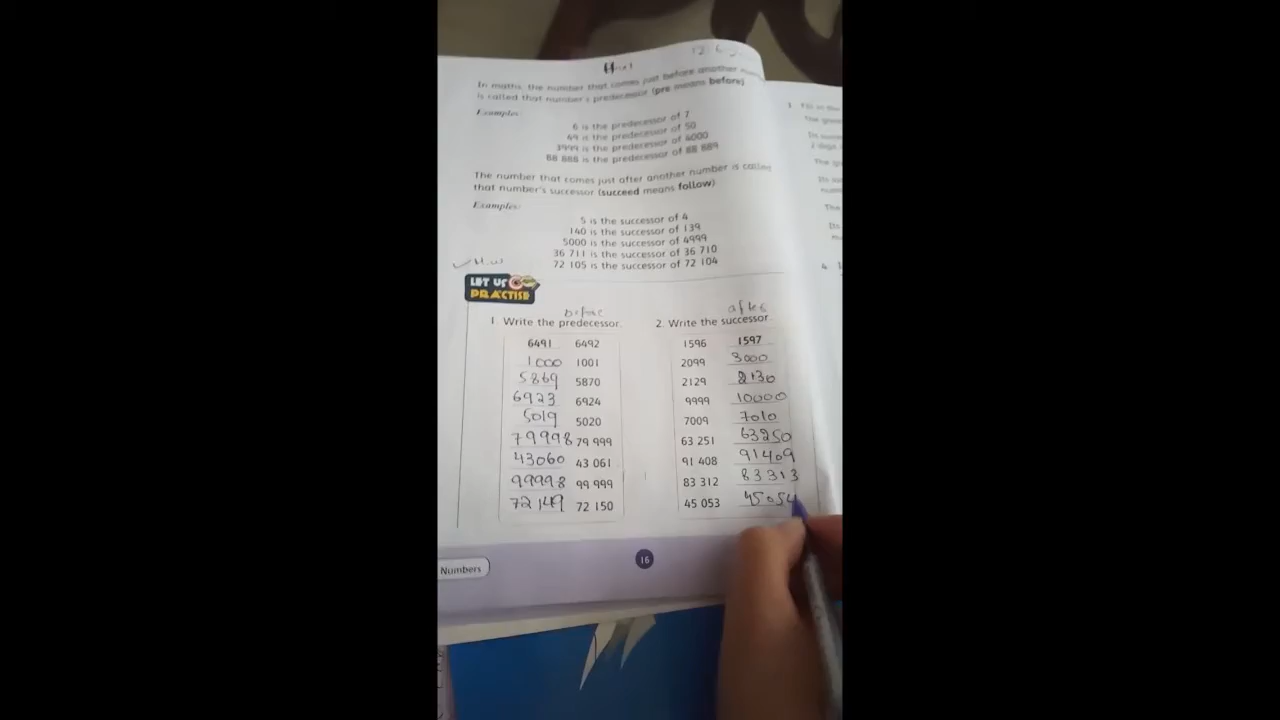 In maths, the number that comes just before another
is called that number's predecessor (pre means before).
Examples:
6 is the predecessor of 7
49 is the predecessor of 50
3999 is the predecessor of 4000
88 888 is the predecessor of 88 889
The number that comes just after another number is called
that number's successor (succeed means follow).
Examples:
5 is the successor of 4
140 is the successor of 139
5000 is the successor of 4999
36 711 is the successor of 36 710
72 105 is the successor of 72 104
H.W
LET US
PRACTISE
before
1. Write the predecessor.
6491 6492
1000 1001
5869 5870
6923 6924
5019 5020
79998 79 999
43060 43 061
99998 99 999
72149 72 150
after
2. Write the successor.
1596 1597
2099 3000
2129 2130
9999 10000
7009 7010
63 251 63250
91 408 91409
83 312 83313
45 053 45054
Numbers
16